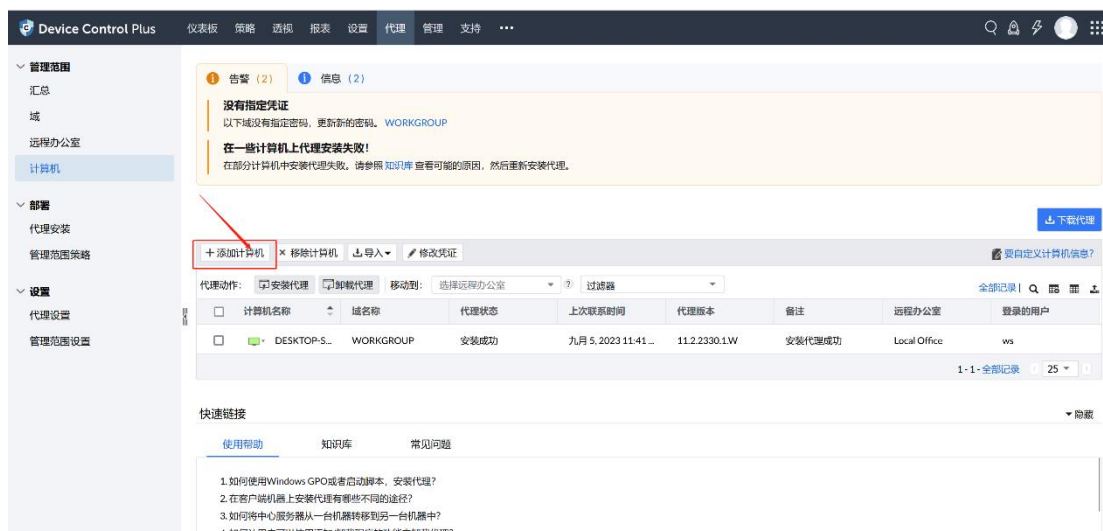 Device Control Plus 仪表板 策略 透视 报表 设置 代理 管理 支持 •••
管理范围
汇总
域
远程办公室
计算机
部署
代理安装
管理范围策略
设置
代理设置
管理范围设置
告警 (2) 信息 (2)
没有指定凭证
以下域没有指定密码,更新新的密码。WORKGROUP
在一些计算机上代理安装失败!
在部分计算机中安装代理失败。请参照 知识库 查看可能的原因,然后重新安装代理。
下载代理
+添加计算机 × 移除计算机 导入 修改凭证 要自定义计算机信息?
代理动作: 安装代理 卸载代理 移动到: 选择远程办公室 ? 过滤器 全部记录 |
计算机名称 域名称 代理状态 上次联系时间 代理版本 备注 远程办公室 登录的用户
DESKTOP-S... WORKGROUP 安装成功 九月 5, 2023 11:41 ... 11.2.2330.1.W 安装代理成功 Local Office ws
1 - 1 - 全部记录 25
快速链接 隐藏
使用帮助 知识库 常见问题
1. 如何使用Windows GPO或者启动脚本,安装代理?
2. 在客户端机器上安装代理有哪些不同的途径?
3. 如何将中心服务器从一台机器转移到另一台机器中?